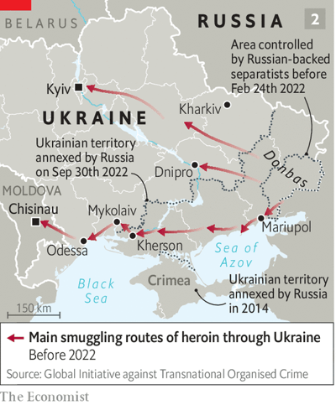 BELARUS
RUSSIA
2
Area controlled
by Russian-backed
separatists before
Feb 24th 2022
Kyiv
Kharkiv
UKRAINE
Ukrainian territory
annexed by Russia
on Sep 30th 2022
Donbas
Dnipro
MOLDOVA
Chisinau
Mykolaiv
Mariupol
Odessa
Kherson
Sea of
Azov
Black
Sea
Crimea
Ukrainian territory
annexed by Russia
in 2014
150 km
Main smuggling routes of heroin through Ukraine
Before 2022
Source: Global Initiative against Transnational Organised Crime
The Economist